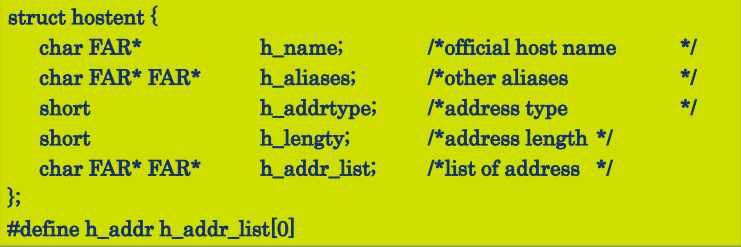 struct hostent {
char FAR* h_name; /*official host name */
char FAR* FAR* h_aliases; /*other aliases */
short h_addrtype; /*address type */
short h_lengty; /*address length */
char FAR* FAR* h_addr_list; /*list of address */
};
#define h_addr h_addr_list[0]